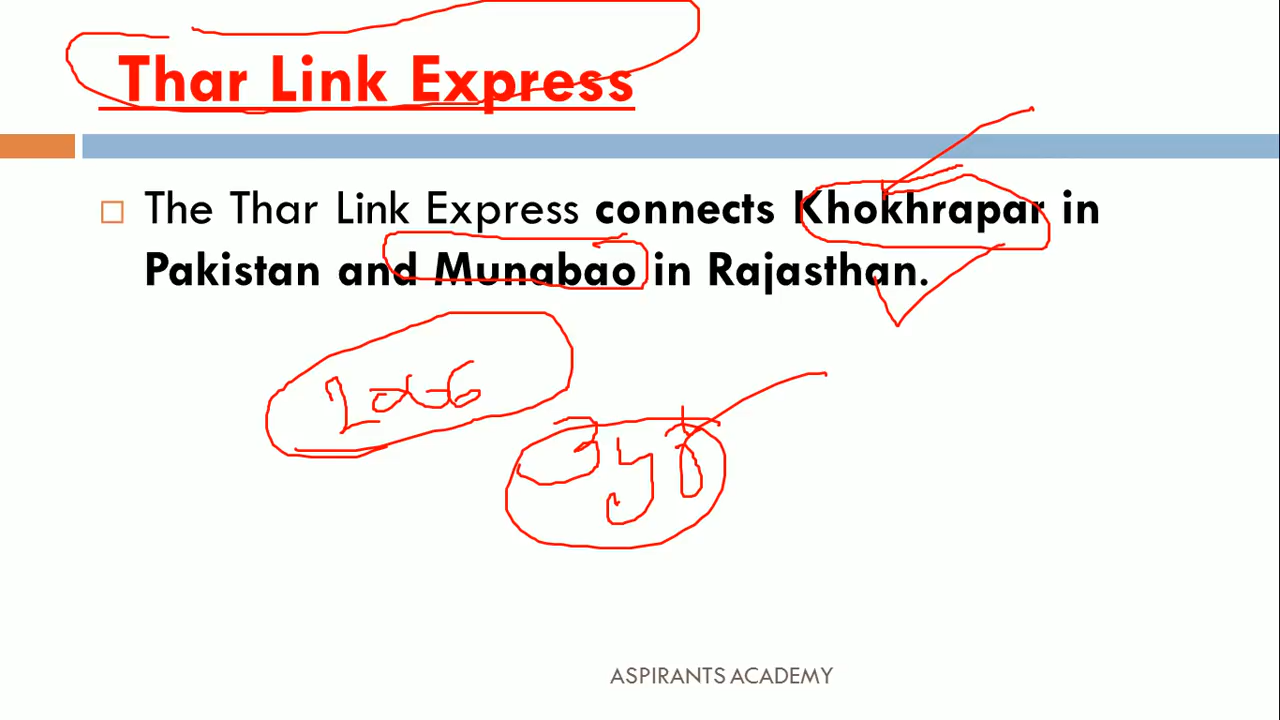 Thar Link Express
The Thar Link Express connects Khokhrapar in
Pakistan and Munabao in Rajasthan.
2006
ASPIRANTS ACADEMY